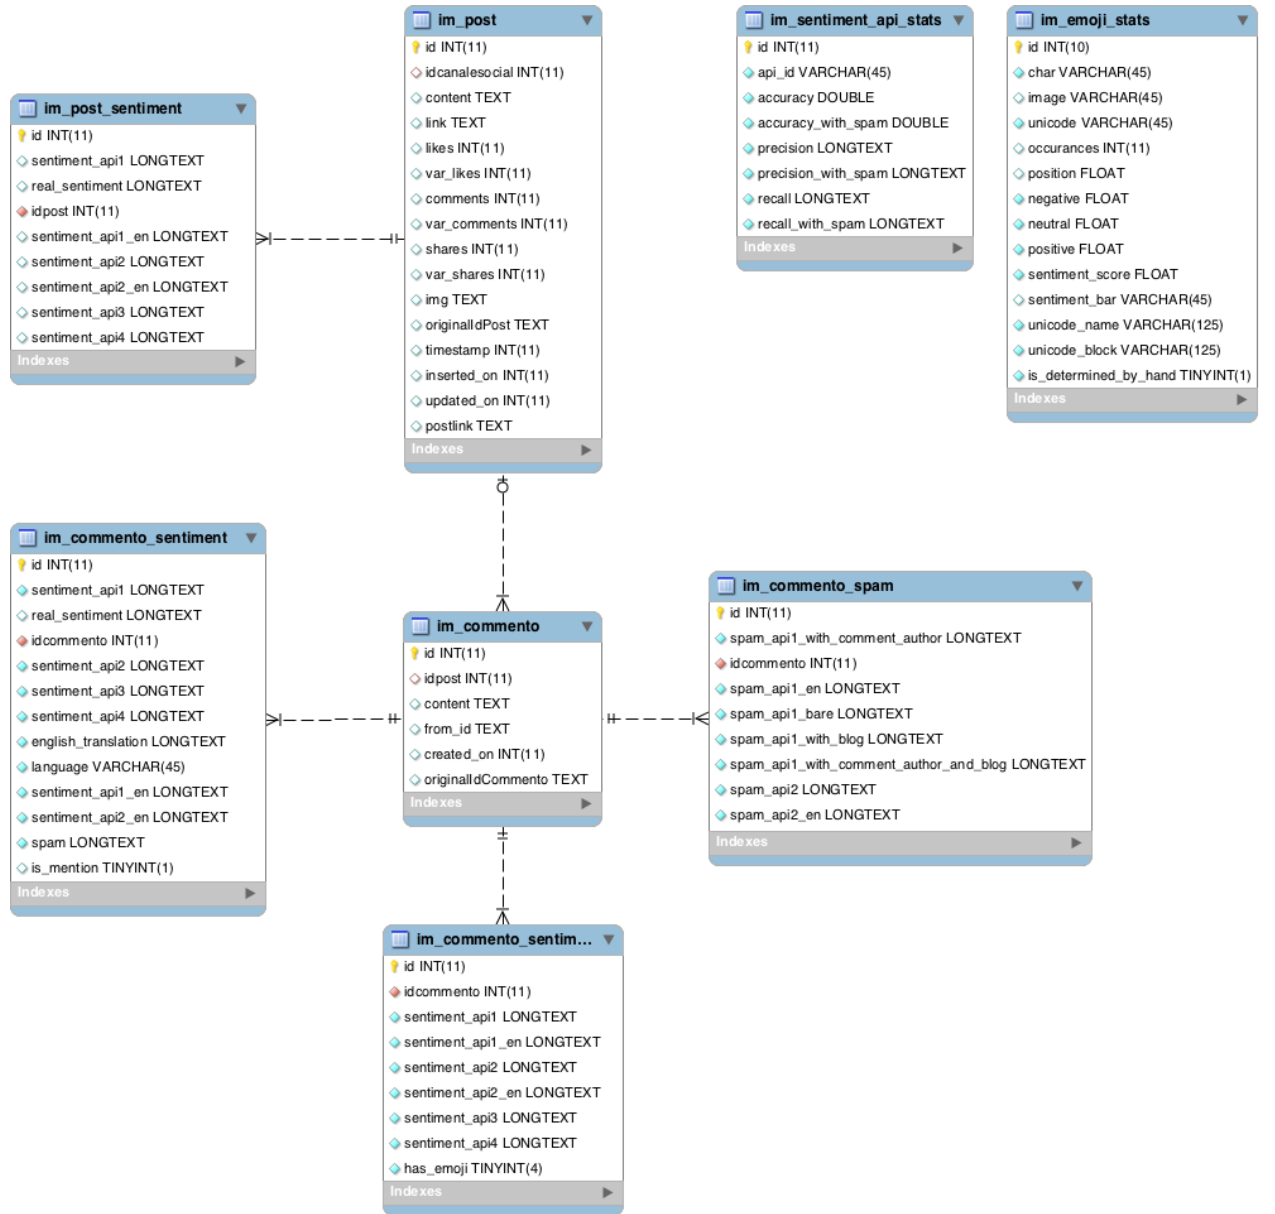 im_post
id INT(11)
idcanalesocial INT(11)
content TEXT
link TEXT
likes INT(11)
var_likes INT(11)
comments INT(11)
var_comments INT(11)
shares INT(11)
var_shares INT(11)
img TEXT
originalIdPost TEXT
timestamp INT(11)
inserted_on INT(11)
updated_on INT(11)
postlink TEXT
Indexes
im_sentiment_api_stats
id INT(11)
api_id VARCHAR(45)
accuracy DOUBLE
accuracy_with_spam DOUBLE
precision LONGTEXT
precision_with_spam LONGTEXT
recall LONGTEXT
recall_with_spam LONGTEXT
Indexes
im_emoji_stats
id INT(10)
char VARCHAR(45)
image VARCHAR(45)
unicode VARCHAR(45)
occurances INT(11)
position FLOAT
negative FLOAT
neutral FLOAT
positive FLOAT
sentiment_score FLOAT
sentiment_bar VARCHAR(45)
unicode_name VARCHAR(125)
unicode_block VARCHAR(125)
is_determined_by_hand TINYINT(1)
Indexes
im_post_sentiment
id INT(11)
sentiment_api1 LONGTEXT
real_sentiment LONGTEXT
idpost INT(11)
sentiment_api1_en LONGTEXT
sentiment_api2 LONGTEXT
sentiment_api2_en LONGTEXT
sentiment_api3 LONGTEXT
sentiment_api4 LONGTEXT
Indexes
im_commento_sentiment
id INT(11)
sentiment_api1 LONGTEXT
real_sentiment LONGTEXT
idcommento INT(11)
sentiment_api2 LONGTEXT
sentiment_api3 LONGTEXT
sentiment_api4 LONGTEXT
english_translation LONGTEXT
language VARCHAR(45)
sentiment_api1_en LONGTEXT
sentiment_api2_en LONGTEXT
spam LONGTEXT
is_mention TINYINT(1)
Indexes
im_commento
id INT(11)
idpost INT(11)
content TEXT
from_id TEXT
created_on INT(11)
originalIdCommento TEXT
Indexes
im_commento_spam
id INT(11)
spam_api1_with_comment_author LONGTEXT
idcommento INT(11)
spam_api1_en LONGTEXT
spam_api1_bare LONGTEXT
spam_api1_with_blog LONGTEXT
spam_api1_with_comment_author_and_blog LONGTEXT
spam_api2 LONGTEXT
spam_api2_en LONGTEXT
Indexes
im_commento_sentim...
id INT(11)
idcommento INT(11)
sentiment_api1 LONGTEXT
sentiment_api1_en LONGTEXT
sentiment_api2 LONGTEXT
sentiment_api2_en LONGTEXT
sentiment_api3 LONGTEXT
sentiment_api4 LONGTEXT
has_emoji TINYINT(4)
Indexes